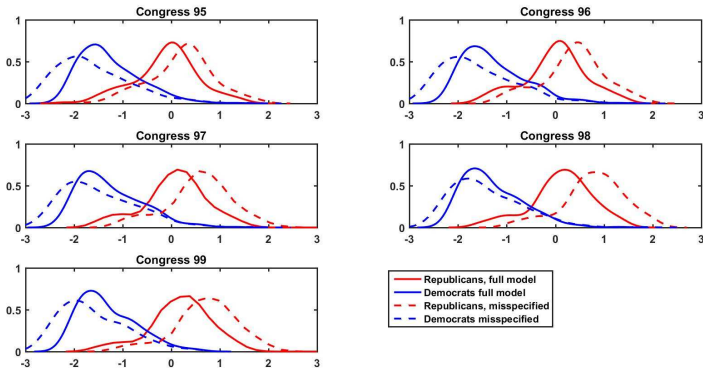 Congress 95
1
0.5
0
-3 -2 -1 0 1 2 3
Congress 96
1
0.5
0
-3 -2 -1 0 1 2 3
Congress 97
1
0.5
0
-3 -2 -1 0 1 2 3
Congress 98
1
0.5
0
-3 -2 -1 0 1 2 3
Congress 99
1
0.5
0
-3 -2 -1 0 1 2 3
Republicans, full model
Democrats full model
Republicans, misspecified
Democrats misspecified